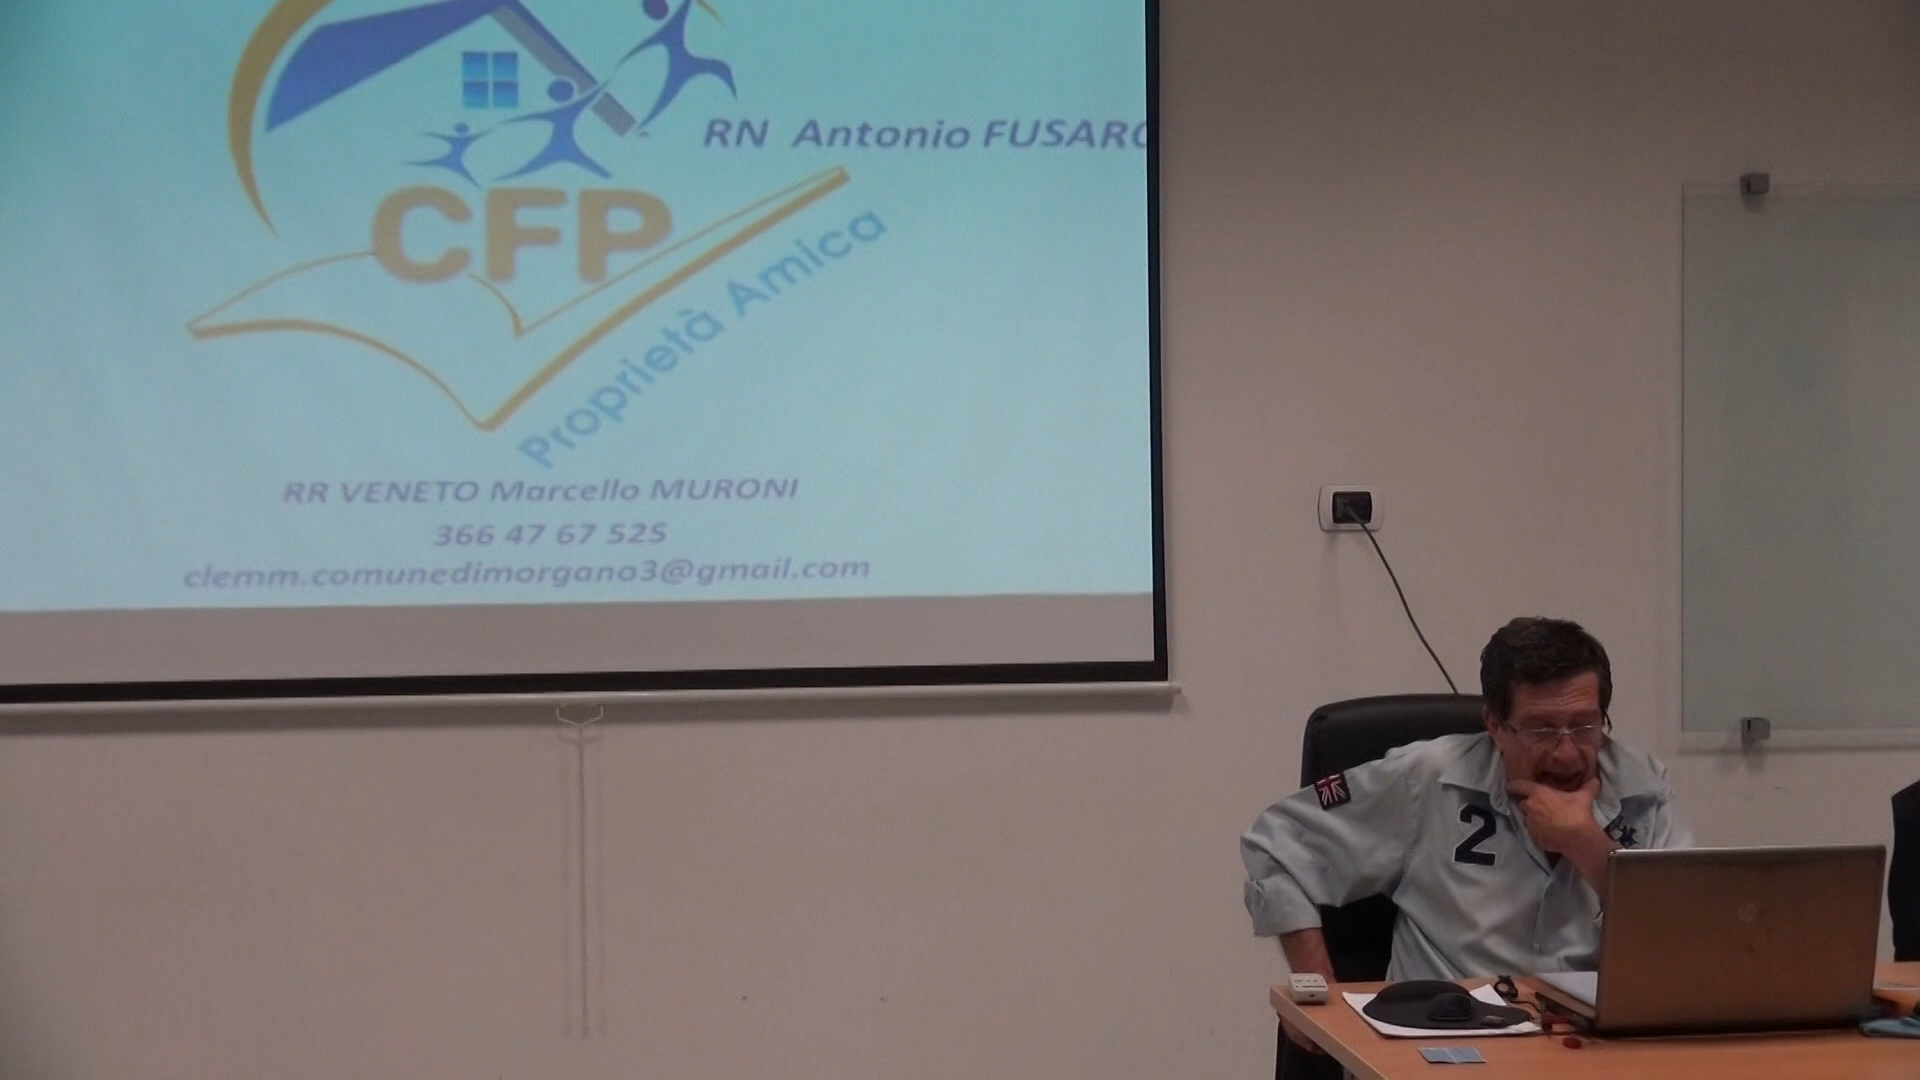 RN Antonio FUSARO
CFP
Proprietà Amica
RR VENETO Marcello MURONI
366 47 67 525
clemm.comunedimorgano3@gmail.com
2